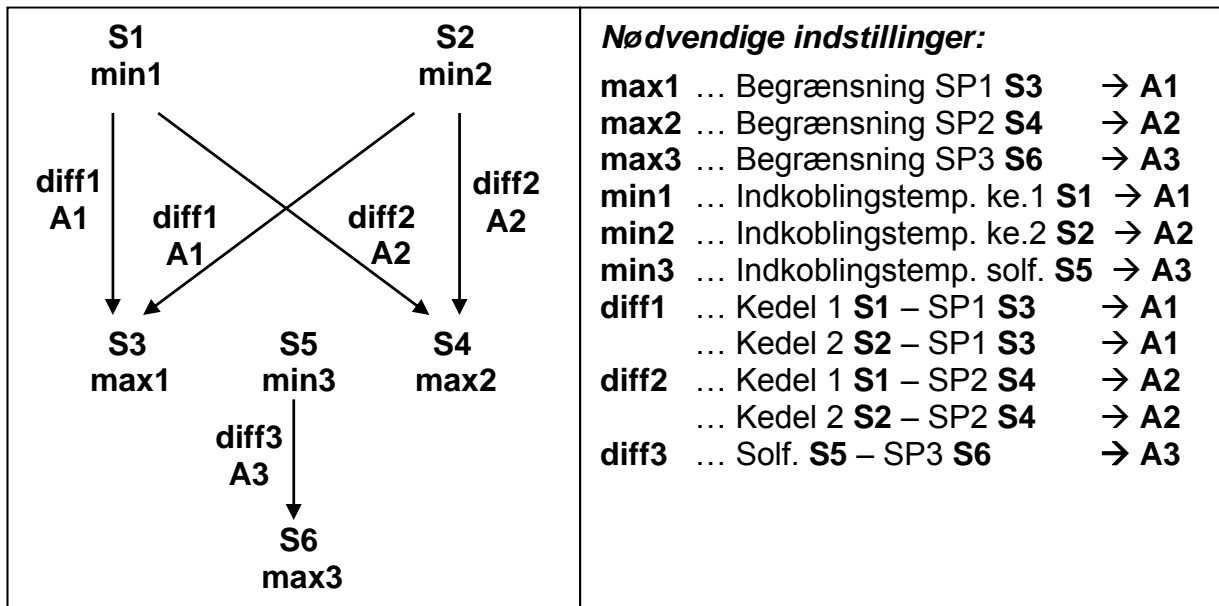 S1 S2
min1 min2
diff1 diff2
A1 diff1 diff2 A2
A1 A2
S3 S5 S4
max1 min3 max2
diff3
A3
S6
max3
Nødvendige indstillinger:
max1 … Begrænsning SP1 S3 → A1
max2 … Begrænsning SP2 S4 → A2
max3 … Begrænsning SP3 S6 → A3
min1 … Indkoblingstemp. ke.1 S1 → A1
min2 … Indkoblingstemp. ke.2 S2 → A2
min3 … Indkoblingstemp. solf. S5 → A3
diff1 … Kedel 1 S1 – SP1 S3 → A1
… Kedel 2 S2 – SP1 S3 → A1
diff2 … Kedel 1 S1 – SP2 S4 → A2
… Kedel 2 S2 – SP2 S4 → A2
diff3 … Solf. S5 – SP3 S6 → A3